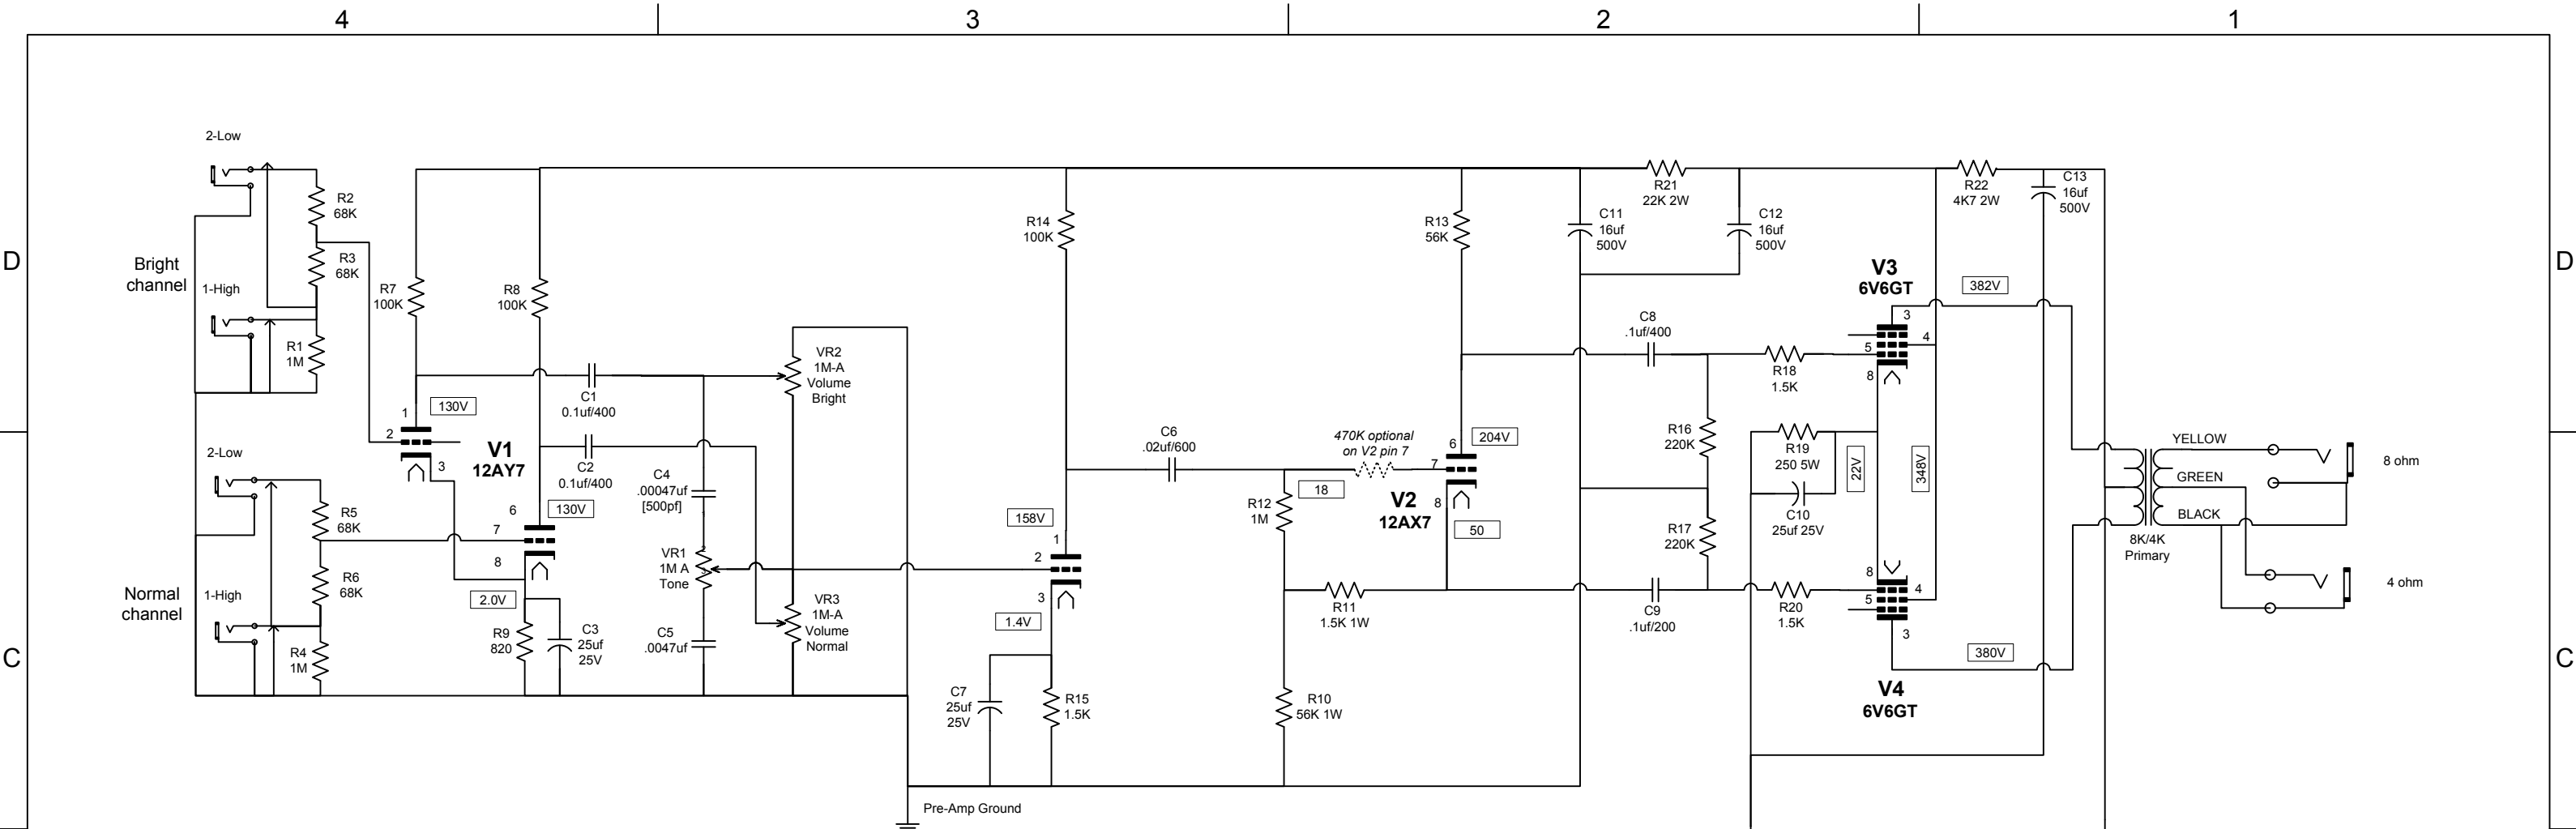 4
3
2
1
D
D
C
C
2-Low
R2
68K
R3
68K
Bright
channel
1-High
R1
1M
R7
100K
R8
100K
1
130V
2
3
V1
12AY7
2-Low
R5
68K
R6
68K
Normal
channel
1-High
R4
1M
6
130V
7
8
2.0V
R9
820
C3
25uf
25V
C1
0.1uf/400
C2
0.1uf/400
C4
.00047uf
[500pf]
VR1
1M A
Tone
C5
.0047uf
VR2
1M-A
Volume
Bright
VR3
1M-A
Volume
Normal
R14
100K
158V
1
2
3
1.4V
C7
25uf
25V
R15
1.5K
Pre-Amp Ground
C6
.02uf/600
R12
1M
18
470K optional
on V2 pin 7
R11
1.5K 1W
R10
56K 1W
R13
56K
6
204V
7
8
50
V2
12AX7
C11
16uf
500V
R21
22K 2W
C12
16uf
500V
R22
4K7 2W
C13
16uf
500V
C8
.1uf/400
R18
1.5K
R16
220K
R17
220K
C9
.1uf/200
R20
1.5K
R19
250 5W
C10
25uf 25V
22V
348V
V3
6V6GT
382V
3
4
5
8
8
4
5
3
380V
V4
6V6GT
8K/4K
Primary
YELLOW
GREEN
BLACK
8 ohm
4 ohm